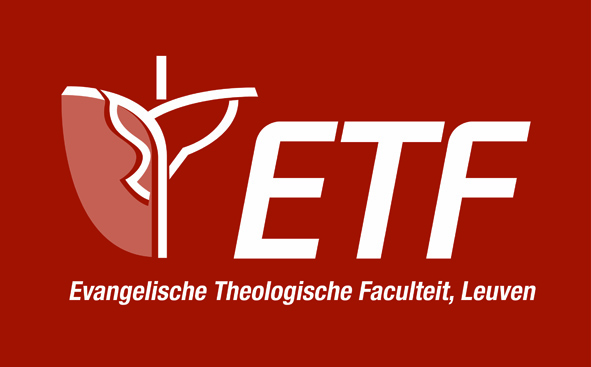 ETF
Evangelische Theologische Faculteit, Leuven